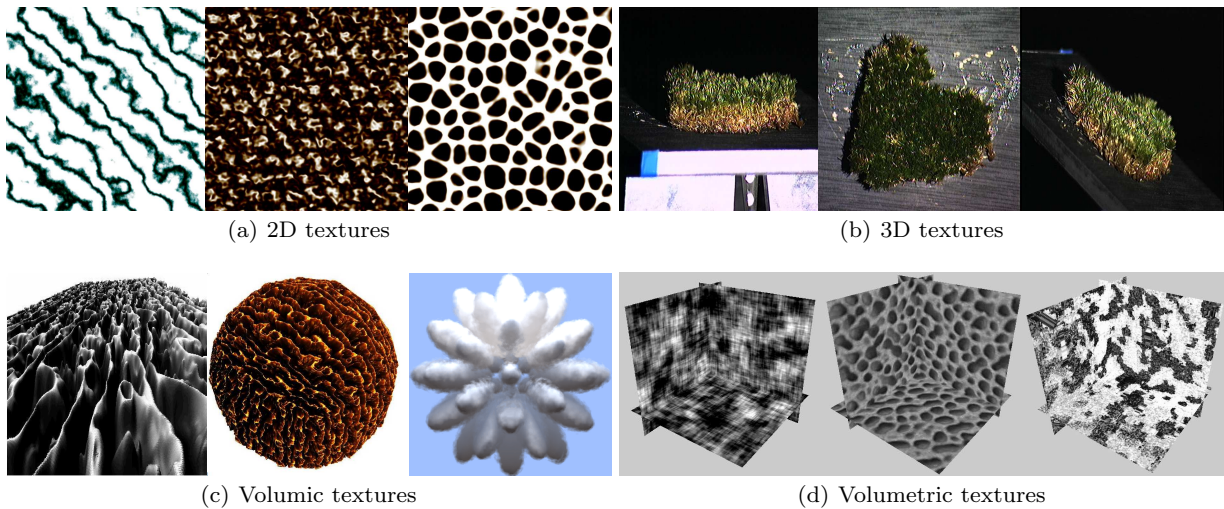 (a) 2D textures
(b) 3D textures
(c) Volumic textures
(d) Volumetric textures